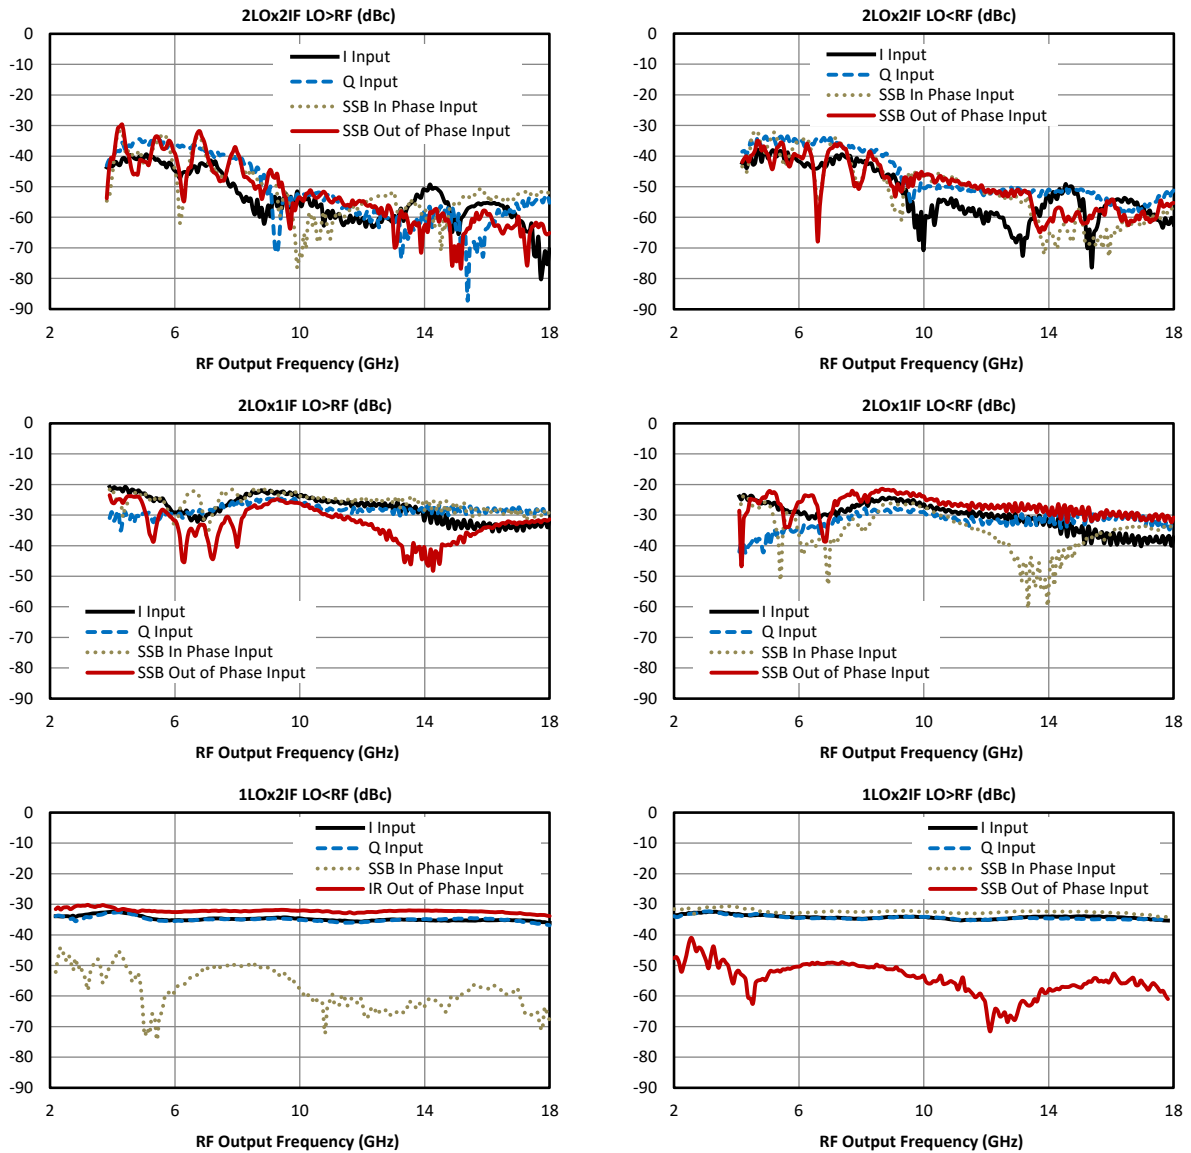 2LOx2IF LO>RF (dBc)
0
-10
-20
-30
-40
-50
-60
-70
-80
-90
2
6
10
14
18
I Input
Q Input
SSB In Phase Input
SSB Out of Phase Input
RF Output Frequency (GHz)
2LOx2IF LO<RF (dBc)
0
-10
-20
-30
-40
-50
-60
-70
-80
-90
2
6
10
14
18
I Input
Q Input
SSB In Phase Input
SSB Out of Phase Input
RF Output Frequency (GHz)
2LOx1IF LO>RF (dBc)
0
-10
-20
-30
-40
-50
-60
-70
-80
-90
2
6
10
14
18
I Input
Q Input
SSB In Phase Input
SSB Out of Phase Input
RF Output Frequency (GHz)
2LOx1IF LO<RF (dBc)
0
-10
-20
-30
-40
-50
-60
-70
-80
-90
2
6
10
14
18
I Input
Q Input
SSB In Phase Input
SSB Out of Phase Input
RF Output Frequency (GHz)
1LOx2IF LO<RF (dBc)
0
-10
-20
-30
-40
-50
-60
-70
-80
-90
2
6
10
14
18
I Input
Q Input
SSB In Phase Input
IR Out of Phase Input
RF Output Frequency (GHz)
1LOx2IF LO>RF (dBc)
0
-10
-20
-30
-40
-50
-60
-70
-80
-90
2
6
10
14
18
I Input
Q Input
SSB In Phase Input
SSB Out of Phase Input
RF Output Frequency (GHz)